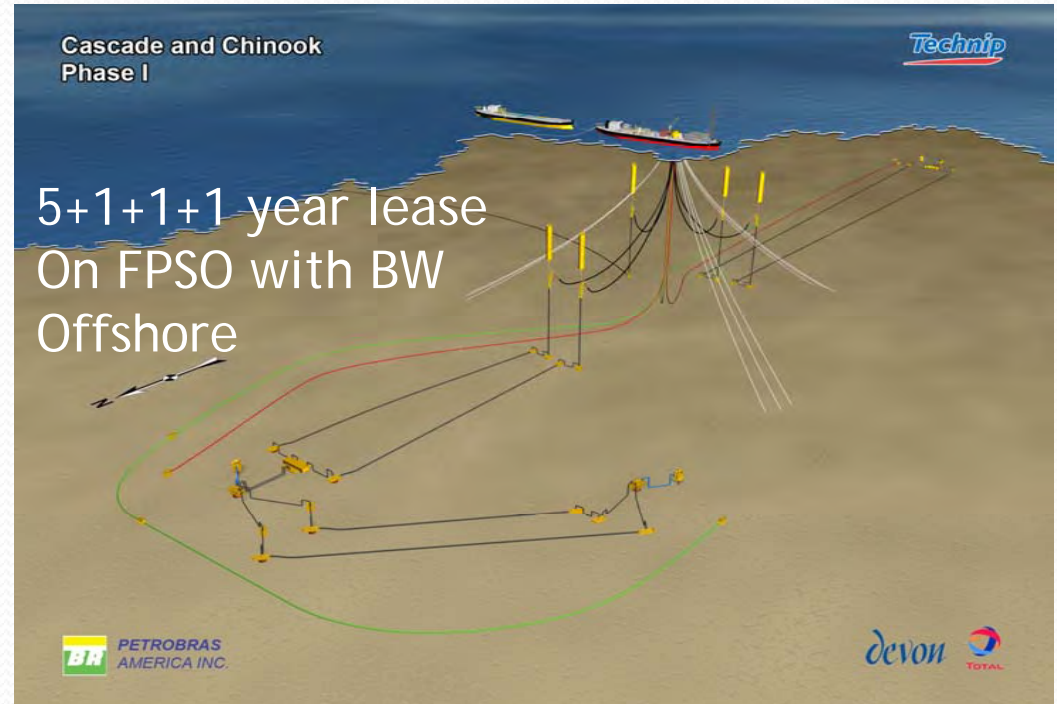 Cascade and Chinook
Phase I
Technip
5+1+1+1 year lease
On FPSO with BW
Offshore
N
BR
PETROBRAS
AMERICA INC.
devon
TOTAL